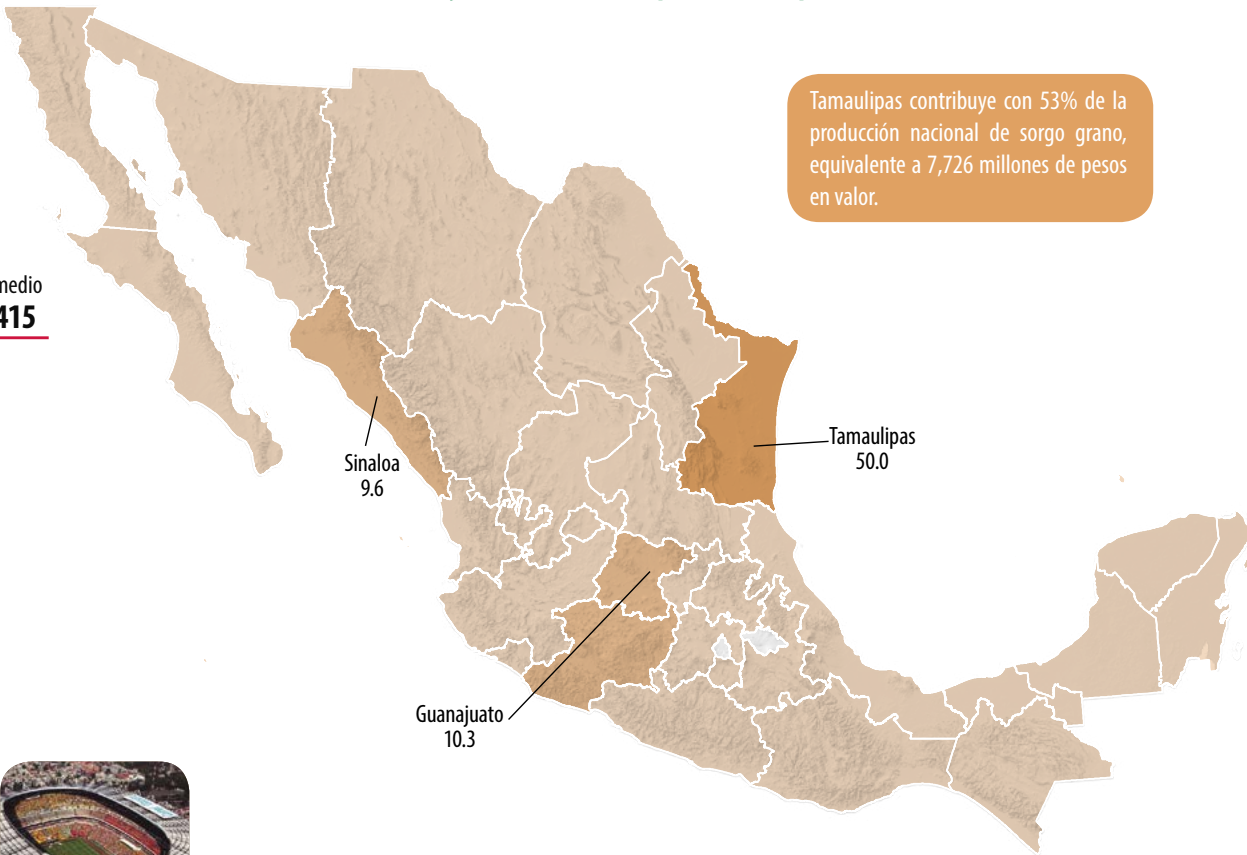 Tamaulipas contribuye con 53% de la
producción nacional de sorgo grano,
equivalente a 7,726 millones de pesos
en valor.
415
Tamaulipas
50.0
Sinaloa
9.6
Guanajuato
10.3